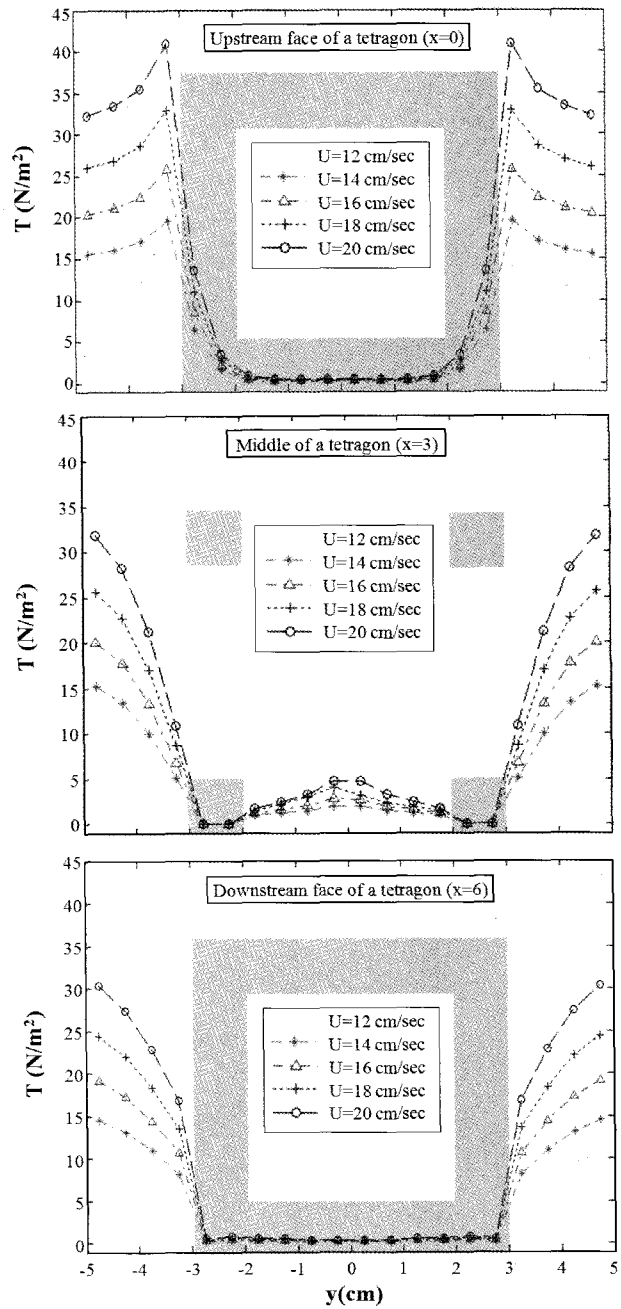 Upstream face of a tetragon (x=0)
45
40
35
30
25
20
15
10
5
0
T (N/m²)
U=12 cm/sec
U=14 cm/sec
U=16 cm/sec
U=18 cm/sec
U=20 cm/sec
Middle of a tetragon (x=3)
45
40
35
30
25
20
15
10
5
0
T (N/m²)
U=12 cm/sec
U=14 cm/sec
U=16 cm/sec
U=18 cm/sec
U=20 cm/sec
Downstream face of a tetragon (x=6)
45
40
35
30
25
20
15
10
5
0
T (N/m²)
U=12 cm/sec
U=14 cm/sec
U=16 cm/sec
U=18 cm/sec
U=20 cm/sec
-5 -4 -3 -2 -1 0 1 2 3 4 5
y(cm)